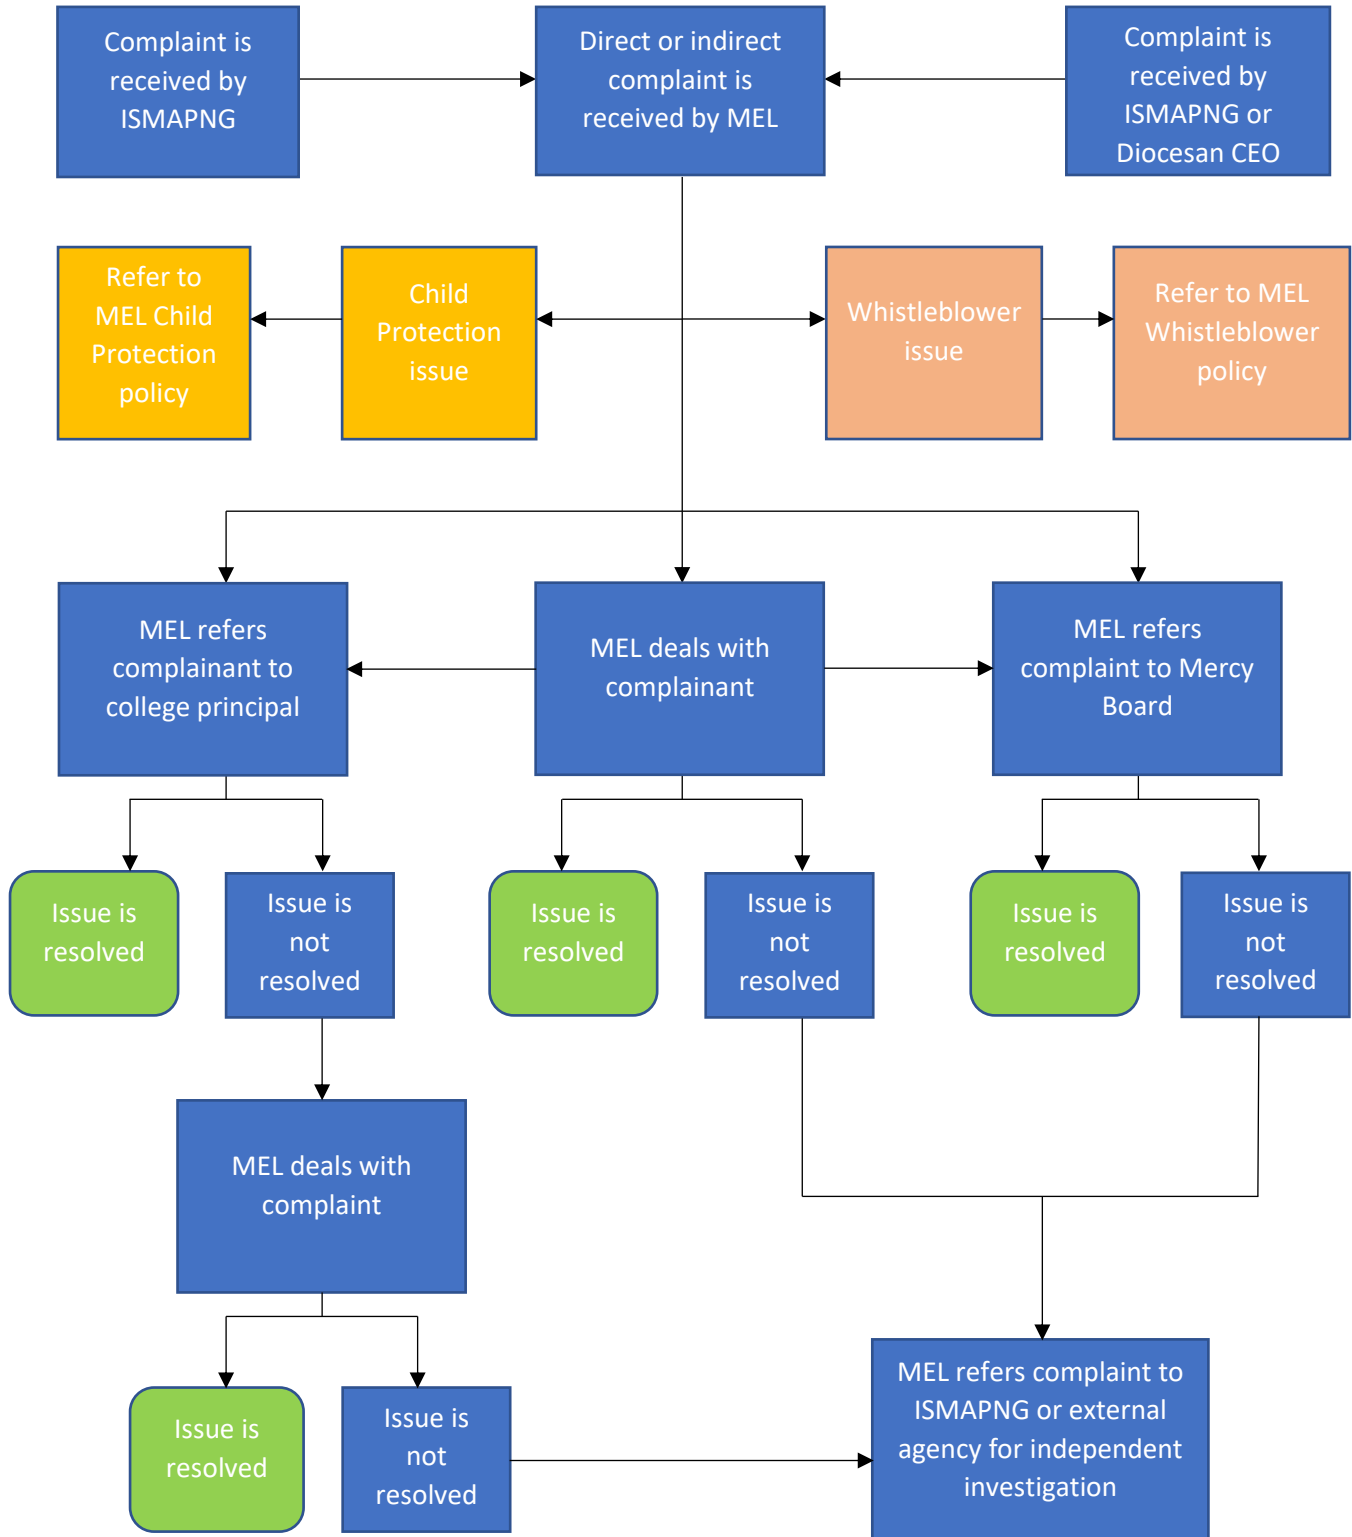 Complaint is
received by
ISMAPNG
Direct or indirect
complaint is
received by MEL
Complaint is
received by
ISMAPNG or
Diocesan CEO
Refer to
MEL Child
Protection
policy
Child
Protection
issue
Whistleblower
issue
Refer to MEL
Whistleblower
policy
MEL refers
complainant to
college principal
MEL deals with
complainant
MEL refers
complaint to Mercy
Board
Issue is
resolved
Issue is
not
resolved
Issue is
resolved
Issue is
not
resolved
Issue is
resolved
Issue is
not
resolved
MEL deals with
complaint
Issue is
resolved
Issue is
not
resolved
MEL refers complaint to
ISMAPNG or external
agency for independent
investigation